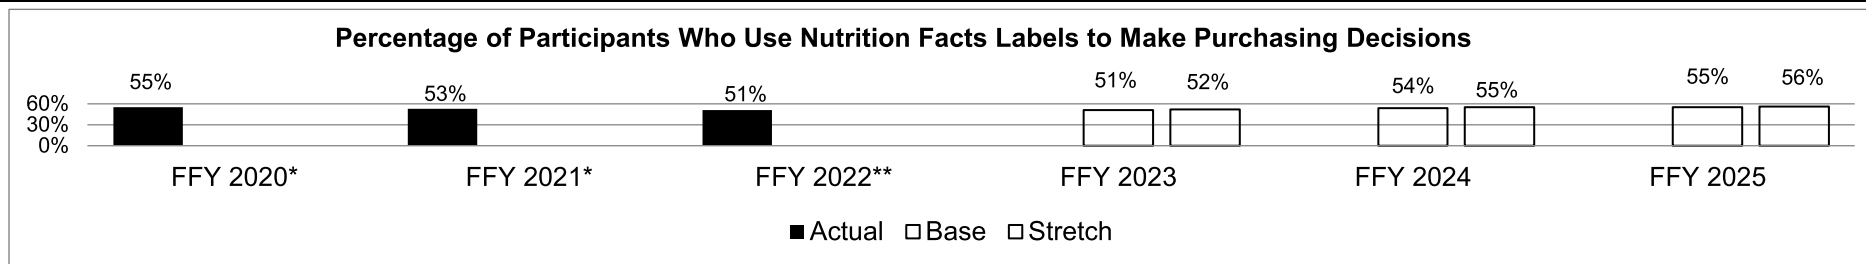 Percentage of Participants Who Use Nutrition Facts Labels to Make Purchasing Decisions
55% 53% 51% 51% 52% 54% 55% 55% 56%
60%
30%
0%
FFY 2020* FFY 2021* FFY 2022** FFY 2023 FFY 2024 FFY 2025
Actual Base Stretch